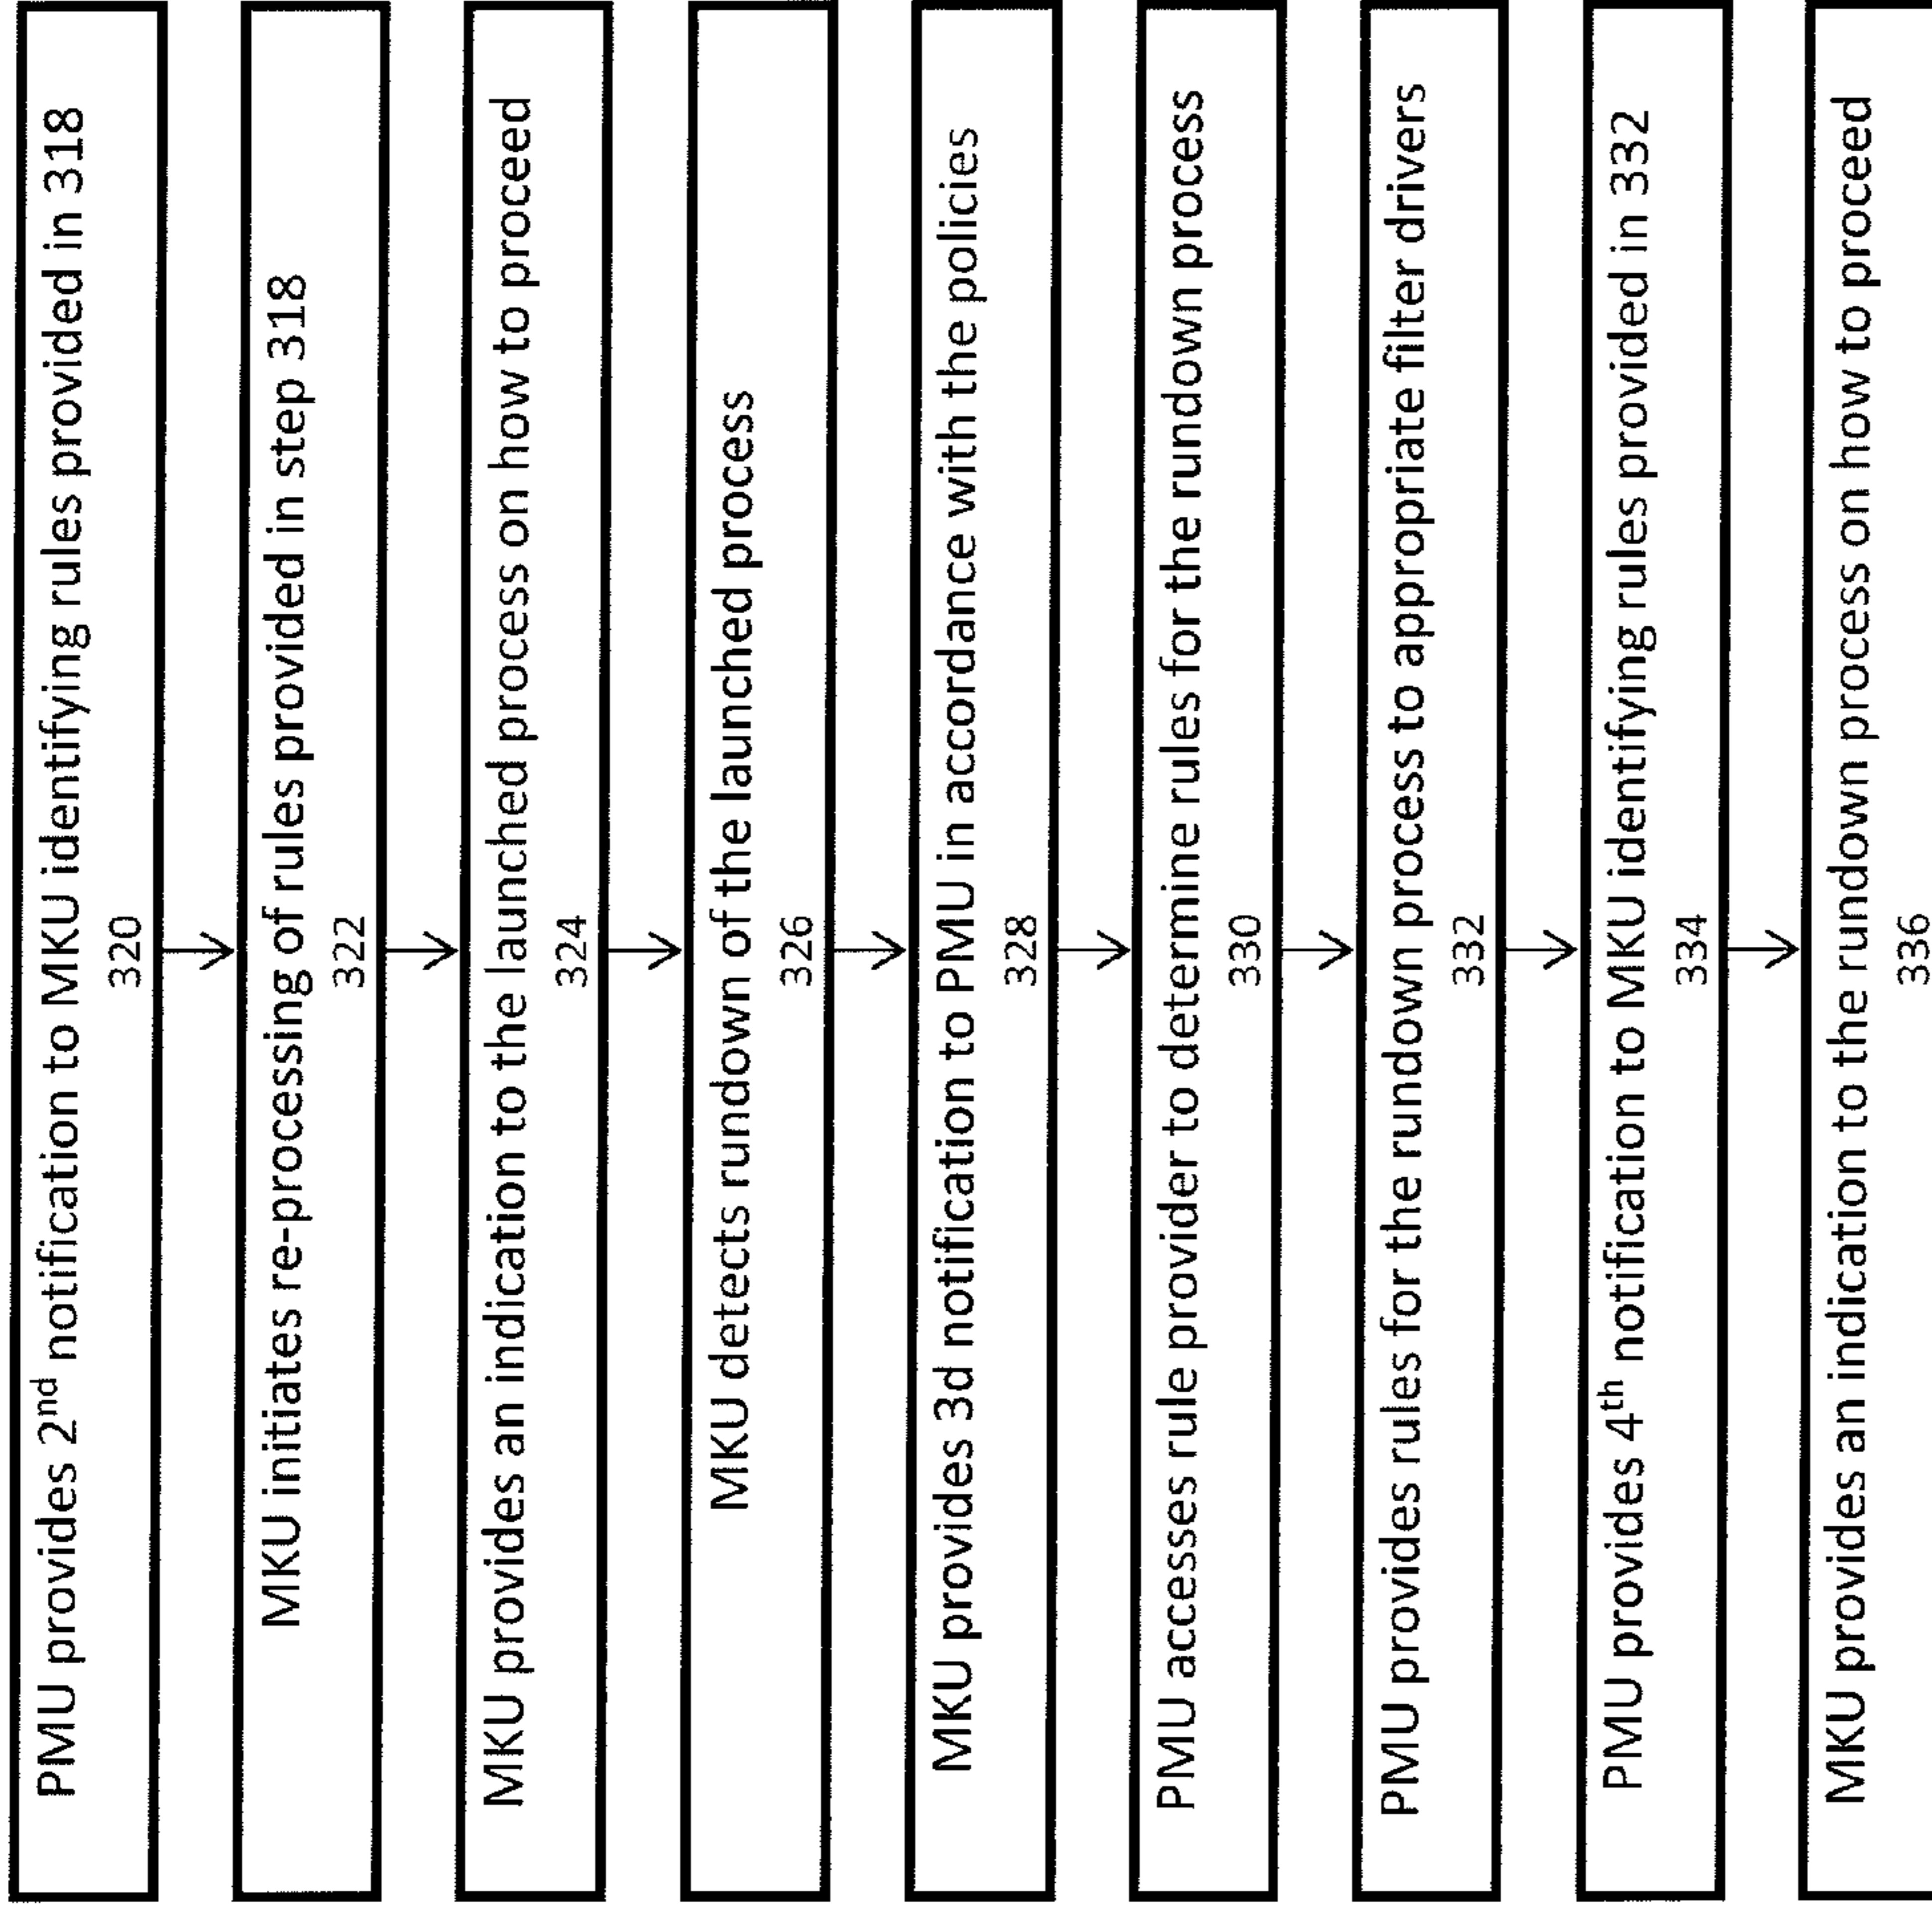 PMU provides 2nd notification to MKU identifying rules provided in 318
320
MKU initiates re-processing of rules provided in step 318
322
MKU provides an indication to the launched process on how to proceed
324
MKU detects rundown of the launched process
326
MKU provides 3d notification to PMU in accordance with the policies
328
PMU accesses rule provider to determine rules for the rundown process
330
PMU provides rules for the rundown process to appropriate filter drivers
332
PMU provides 4th notification to MKU identifying rules provided in 332
334
MKU provides an indication to the rundown process on how to proceed
336